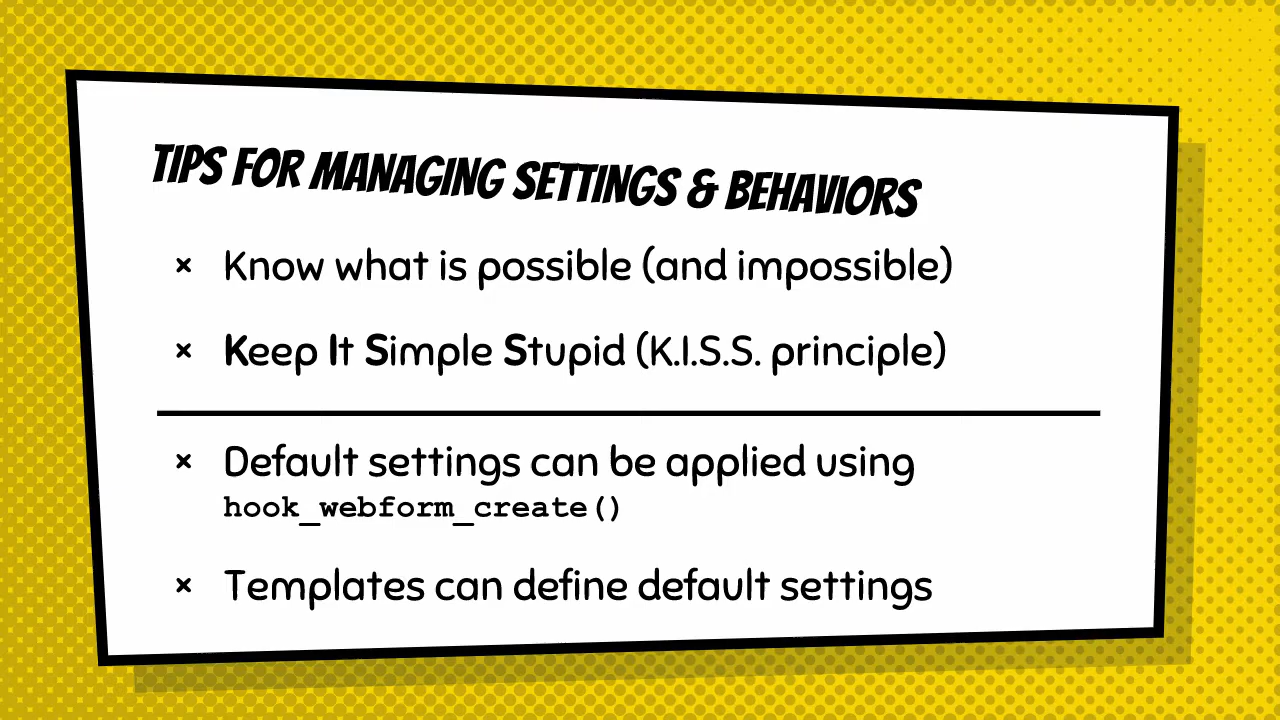 TIPS FOR MANAGING SETTINGS & BEHAVIORS
× Know what is possible (and impossible)
× Keep It Simple Stupid (K.I.S.S. principle)
× Default settings can be applied using
hook_webform_create()
× Templates can define default settings